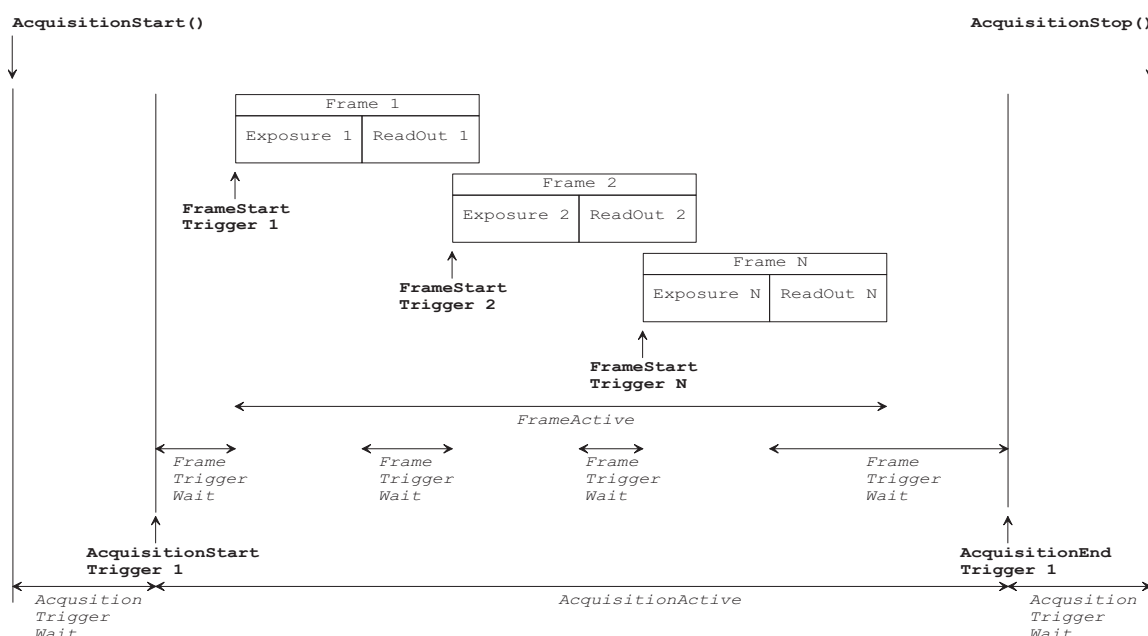 AcquisitionStart()
AcquisitionStop()
Frame 1
Exposure 1
ReadOut 1
FrameStart
Trigger 1
Frame 2
Exposure 2
ReadOut 2
FrameStart
Trigger 2
Frame N
Exposure N
ReadOut N
FrameStart
Trigger N
FrameActive
Frame
Trigger
Wait
Frame
Trigger
Wait
Frame
Trigger
Wait
Frame
Trigger
Wait
AcquisitionStart
Trigger 1
AcquisitionEnd
Trigger 1
Acqusition
Trigger
Wait
AcquisitionActive
Acqusition
Trigger
Wait